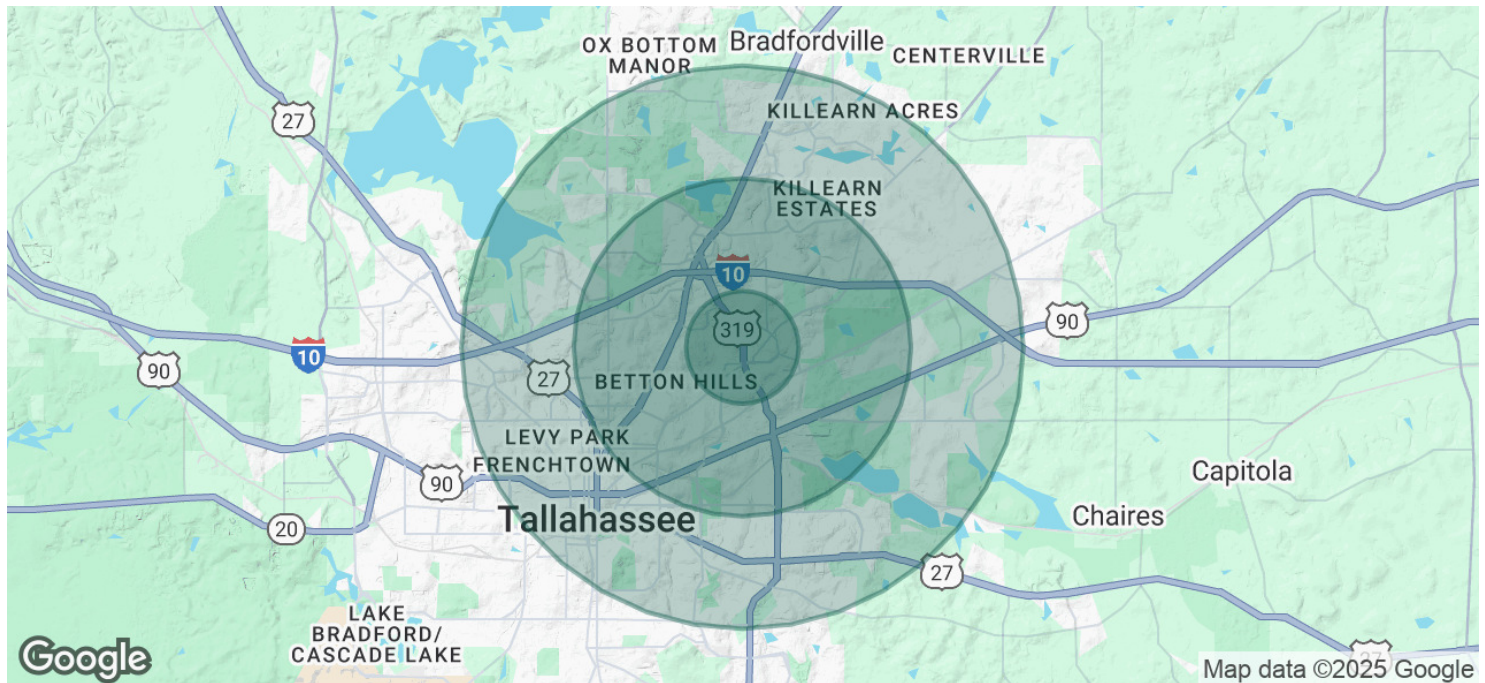 OX BOTTOM
MANOR
Bradfordville
CENTERVILLE
KILLEARN ACRES
27
KILLEARN
ESTATES
10
319
90
10
27
90
BETTON HILLS
LEVY PARK
FRENCHTOWN
90
Capitola
Tallahassee
Chaires
20
27
LAKE
BRADFORD/
CASCADE LAKE
27
Google
Map data ©2025 Google